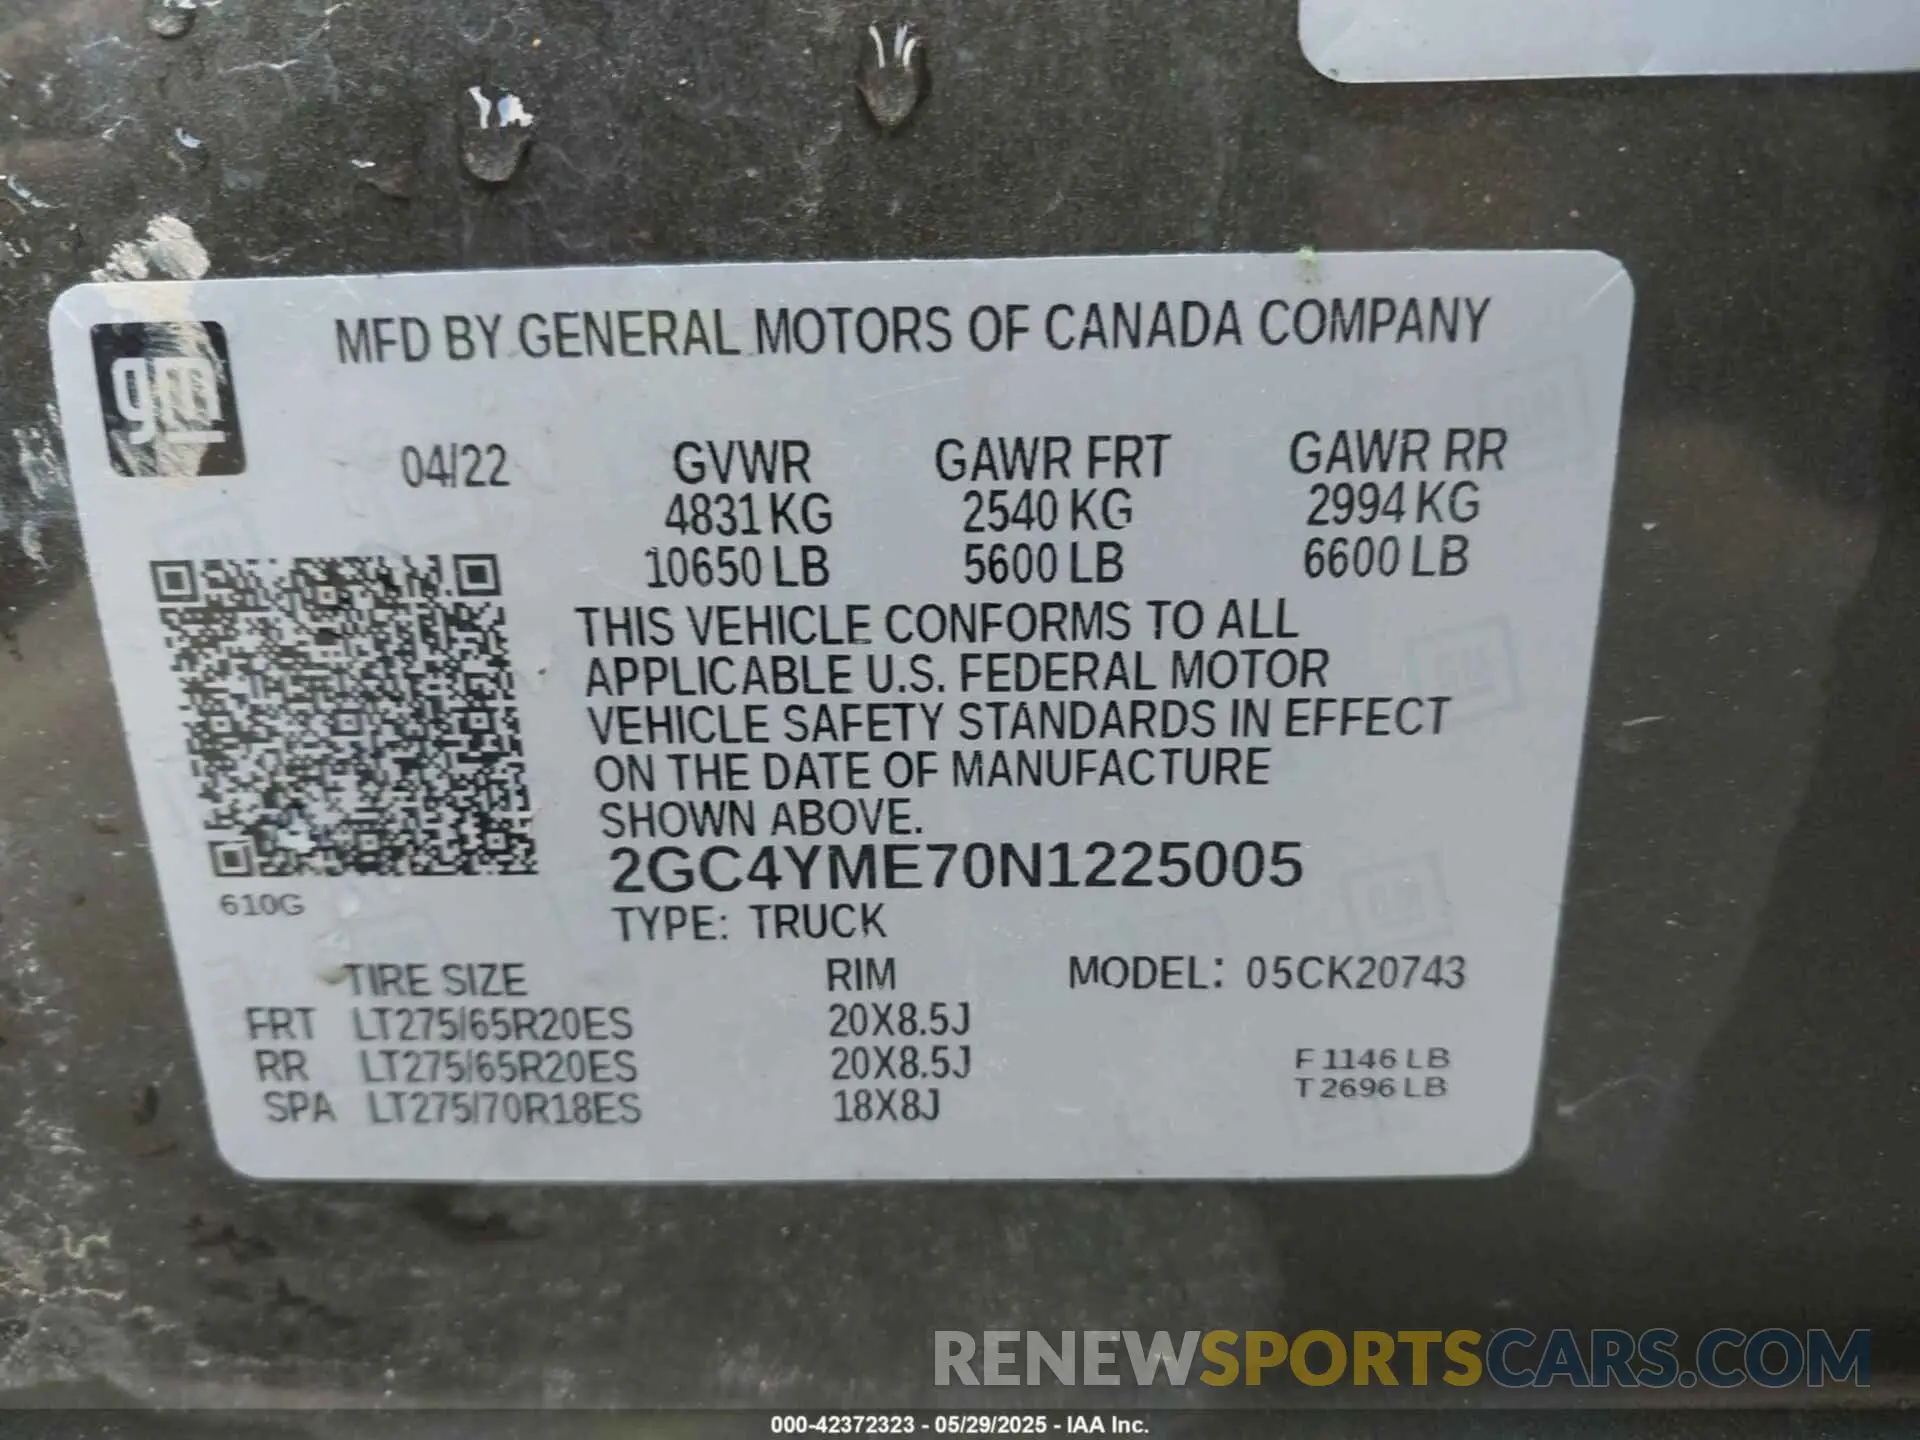 gm
MFD BY GENERAL MOTORS OF CANADA COMPANY
04/22 GVWR GAWR FRT GAWR RR
4831 KG 2540 KG 2994 KG
10650 LB 5600 LB 6600 LB
THIS VEHICLE CONFORMS TO ALL
APPLICABLE U.S. FEDERAL MOTOR
VEHICLE SAFETY STANDARDS IN EFFECT
ON THE DATE OF MANUFACTURE
SHOWN ABOVE.
2GC4YME70N1225005
610G
TYPE: TRUCK
TIRE SIZE RIM MODEL: 05CK20743
FRT LT275/65R20ES 20X8.5J
RR LT275/65R20ES 20X8.5J F 1146 LB
T 2696 LB
SPA LT275/70R18ES 18X8J
RENEWSPORTSCARS.COM
000-42372323 - 05/29/2025 - IAA Inc.